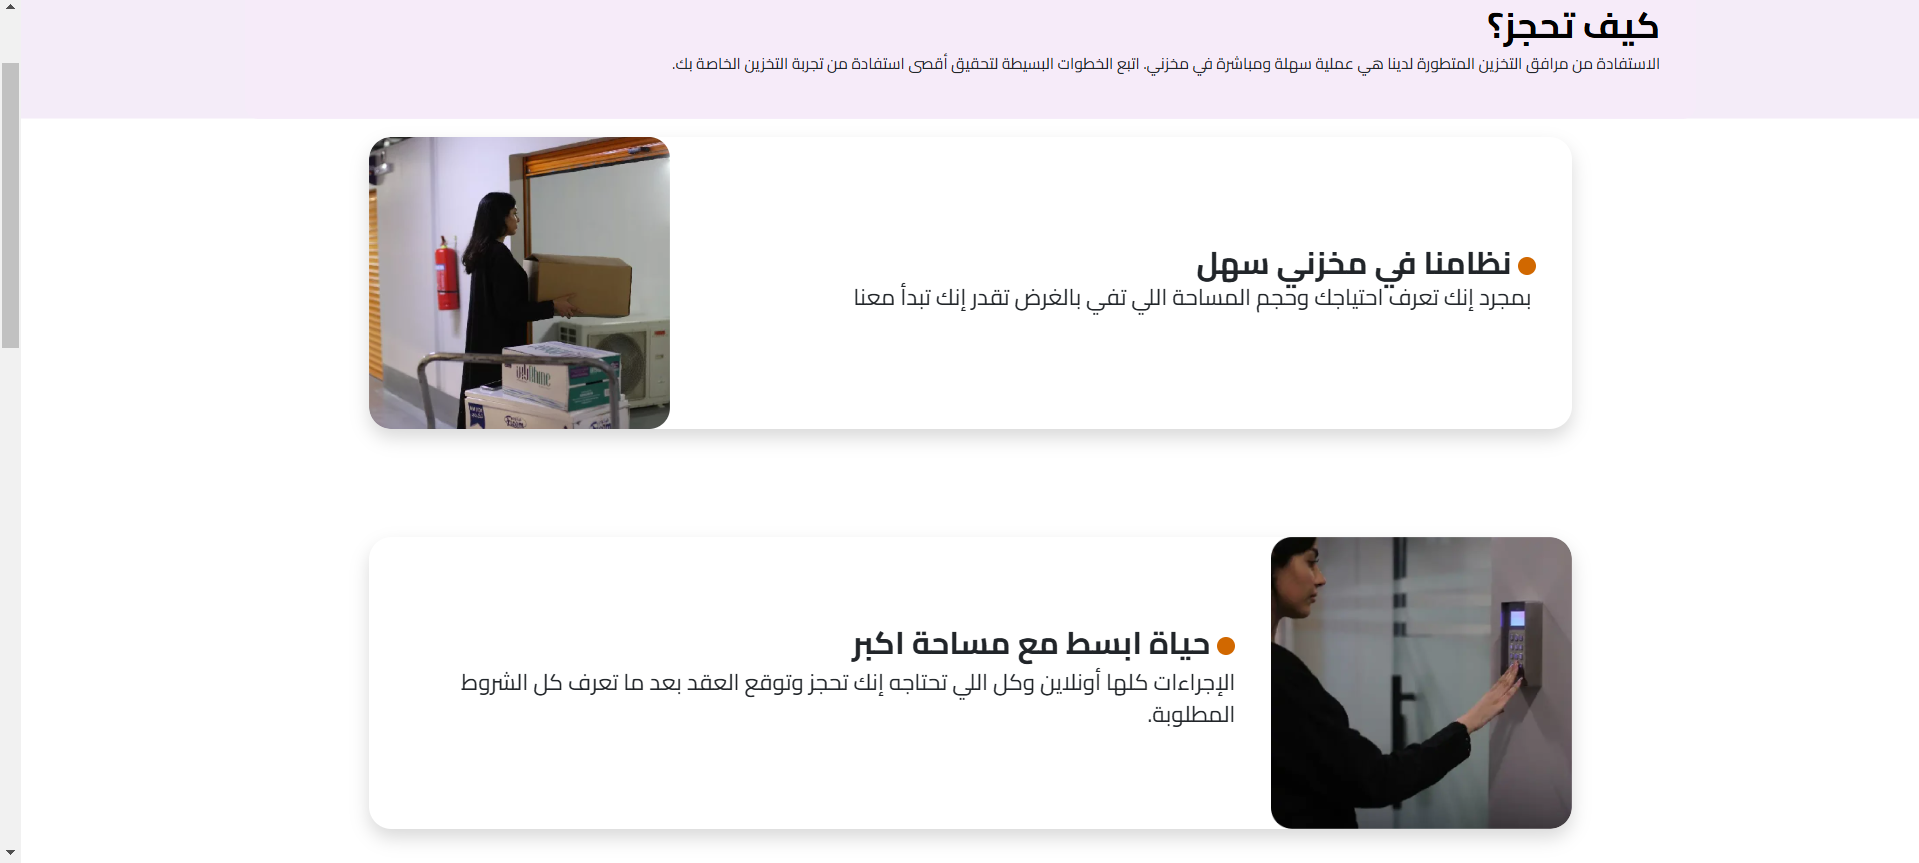 كيف تحجز؟
الاستفادة من مرافق التخزين المتطورة لدينا هي عملية سهلة ومباشرة في مخزني. اتبع الخطوات البسيطة لتحقيق أقصى استفادة من تجربة التخزين الخاصة بك.
نظامنا في مخزني سهل
بمجرد إنك تعرف احتياجك وحجم المساحة اللي تفي بالغرض تقدر إنك تبدأ معنا
حياة ابسط مع مساحة اكبر
الإجراءات كلها أونلاين وكل اللي تحتاجه إنك تحجز وتوقع العقد بعد ما تعرف كل الشروط
المطلوبة.